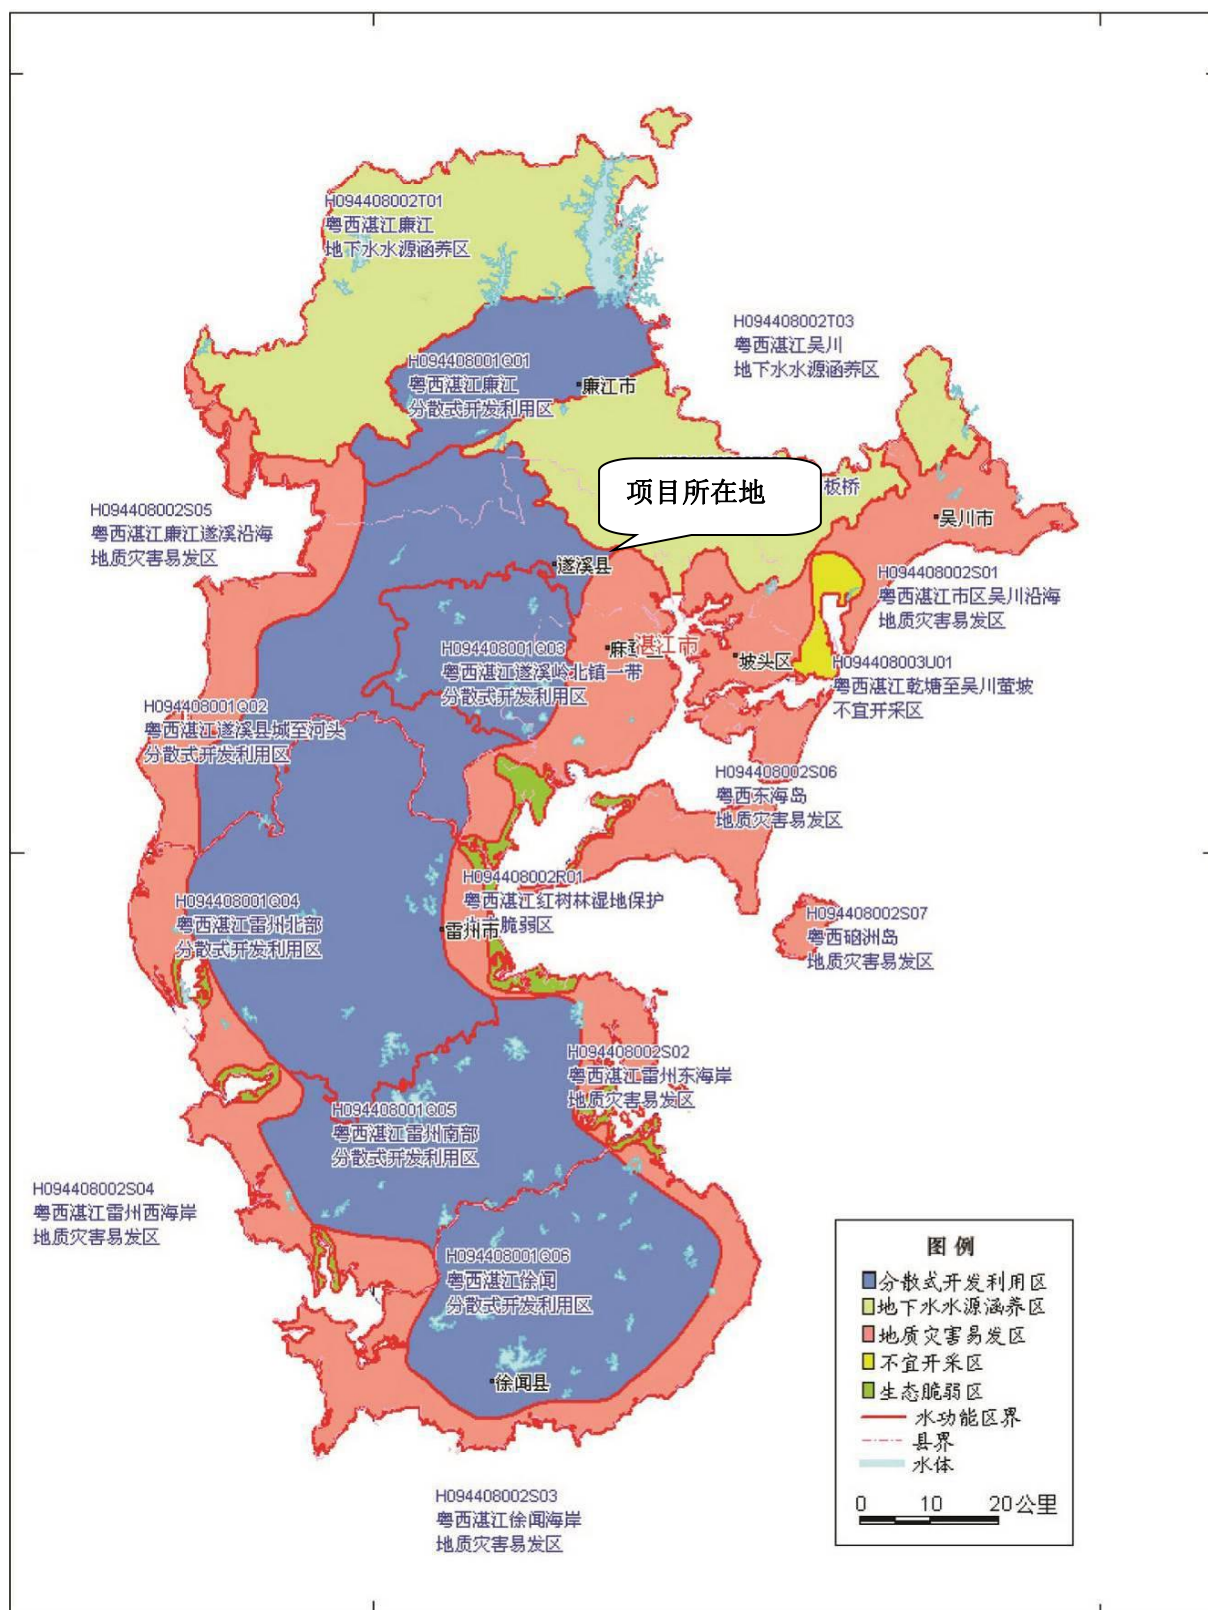 H094408002T01
粤西湛江廉江
地下水水源涵养区
H094408002T03
粤西湛江吴川
地下水水源涵养区
H094408001Q01
粤西湛江廉江
分散式开发利用区
廉江市
项目所在地
板桥
H094408002S05
粤西湛江廉江遂溪沿海
地质灾害易发区
吴川市
遂溪县
H094408002S01
粤西湛江市区吴川沿海
地质灾害易发区
H094408001Q03
粤西湛江遂溪岭北镇一带
分散式开发利用区
湛江市
坡头区
H094408003U01
粤西湛江乾塘至吴川萱坡
不宜开采区
H094408001Q02
粤西湛江遂溪县城至河头
分散式开发利用区
H094408002S06
粤西东海岛
地质灾害易发区
H094408002R01
粤西湛江红树林湿地保护
脆弱区
H094408001Q04
粤西湛江雷州北部
分散式开发利用区
雷州市
H094408002S07
粤西硇洲岛
地质灾害易发区
H094408002S02
粤西湛江雷州东海岸
地质灾害易发区
H094408001Q05
粤西湛江雷州南部
分散式开发利用区
H094408002S04
粤西湛江雷州西海岸
地质灾害易发区
H094408001Q06
粤西湛江徐闻
分散式开发利用区
徐闻县
H094408002S03
粤西湛江徐闻海岸
地质灾害易发区
图例
分散式开发利用区
地下水水源涵养区
地质灾害易发区
不宜开采区
生态脆弱区
水功能区界
县界
水体
0 10 20公里